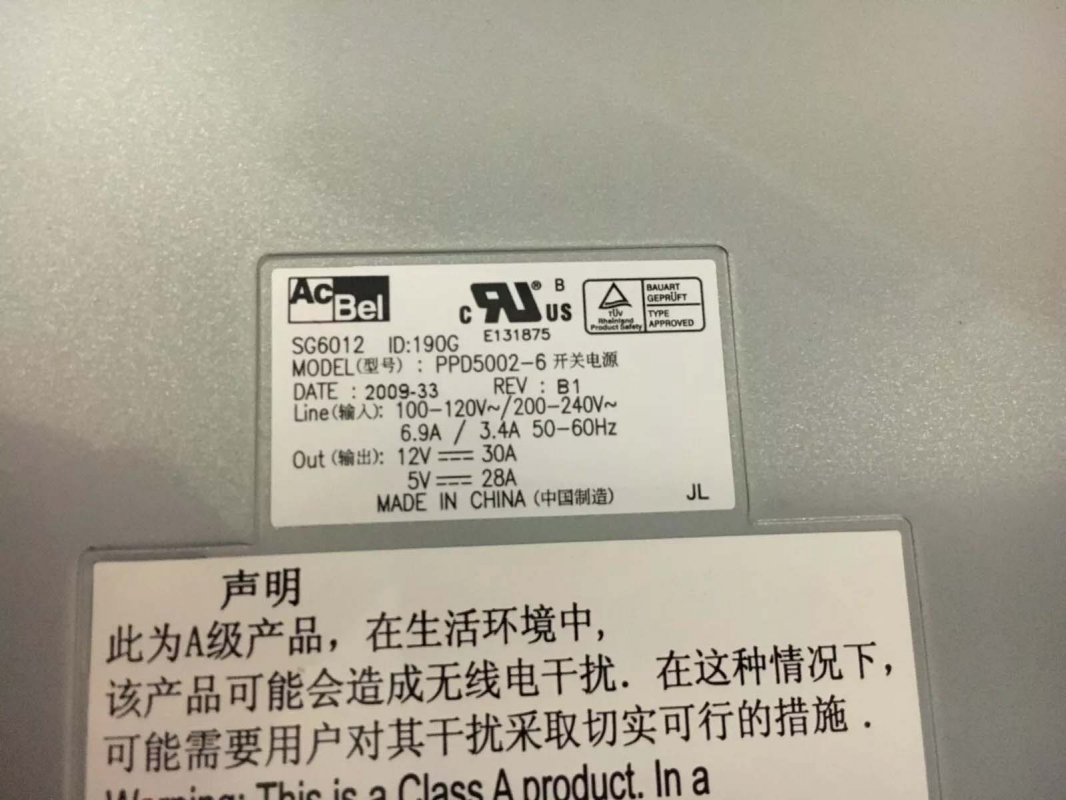 AcBel
c RU ® US B
E131875
BAUART
GEPRÜFT
TYPE
APPROVED
TÜV
Rheinland
Product Safety
SG6012 ID:190G
MODEL(型号) : PPD5002-6 开关电源
DATE : 2009-33 REV : B1
Line(输入): 100-120V~/200-240V~
6.9A / 3.4A 50-60Hz
Out (输出): 12V ⎓ 30A
5V ⎓ 28A
MADE IN CHINA (中国制造) JL
声明
此为A级产品，在生活环境中,
该产品可能会造成无线电干扰. 在这种情况下,
可能需要用户对其干扰采取切实可行的措施.
Warning: This is a Class A product. In a